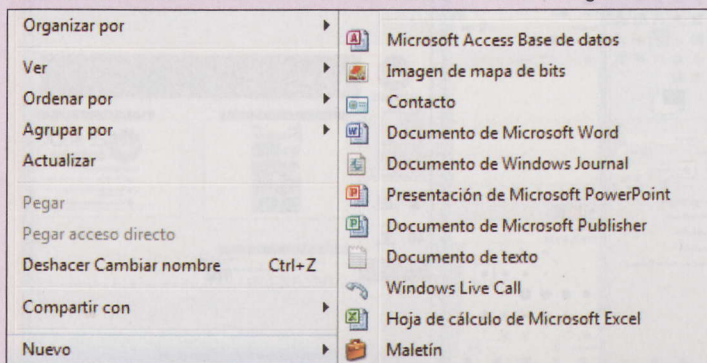 Organizar por
Ver
Ordenar por
Agrupar por
Actualizar
Pegar
Pegar acceso directo
Deshacer Cambiar nombre Ctrl+Z
Compartir con
Nuevo
Microsoft Access Base de datos
Imagen de mapa de bits
Contacto
Documento de Microsoft Word
Documento de Windows Journal
Presentación de Microsoft PowerPoint
Documento de Microsoft Publisher
Documento de texto
Windows Live Call
Hoja de cálculo de Microsoft Excel
Maletín